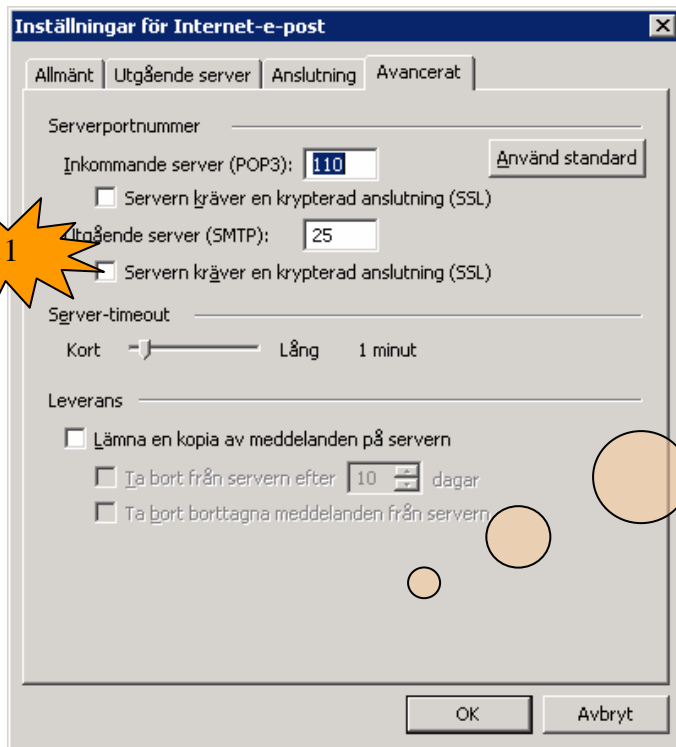 Inställningar för Internet-e-post
Allmänt Utgående server Anslutning Avancerat
Serverportnummer
Inkommande server (POP3): 110 Använd standard
Servern kräver en krypterad anslutning (SSL)
Utgående server (SMTP): 25
1
Servern kräver en krypterad anslutning (SSL)
Server-timeout
Kort Lång 1 minut
Leverans
Lämna en kopia av meddelanden på servern
Ta bort från servern efter 10 dagar
Ta bort borttagna meddelanden från servern
OK Avbryt